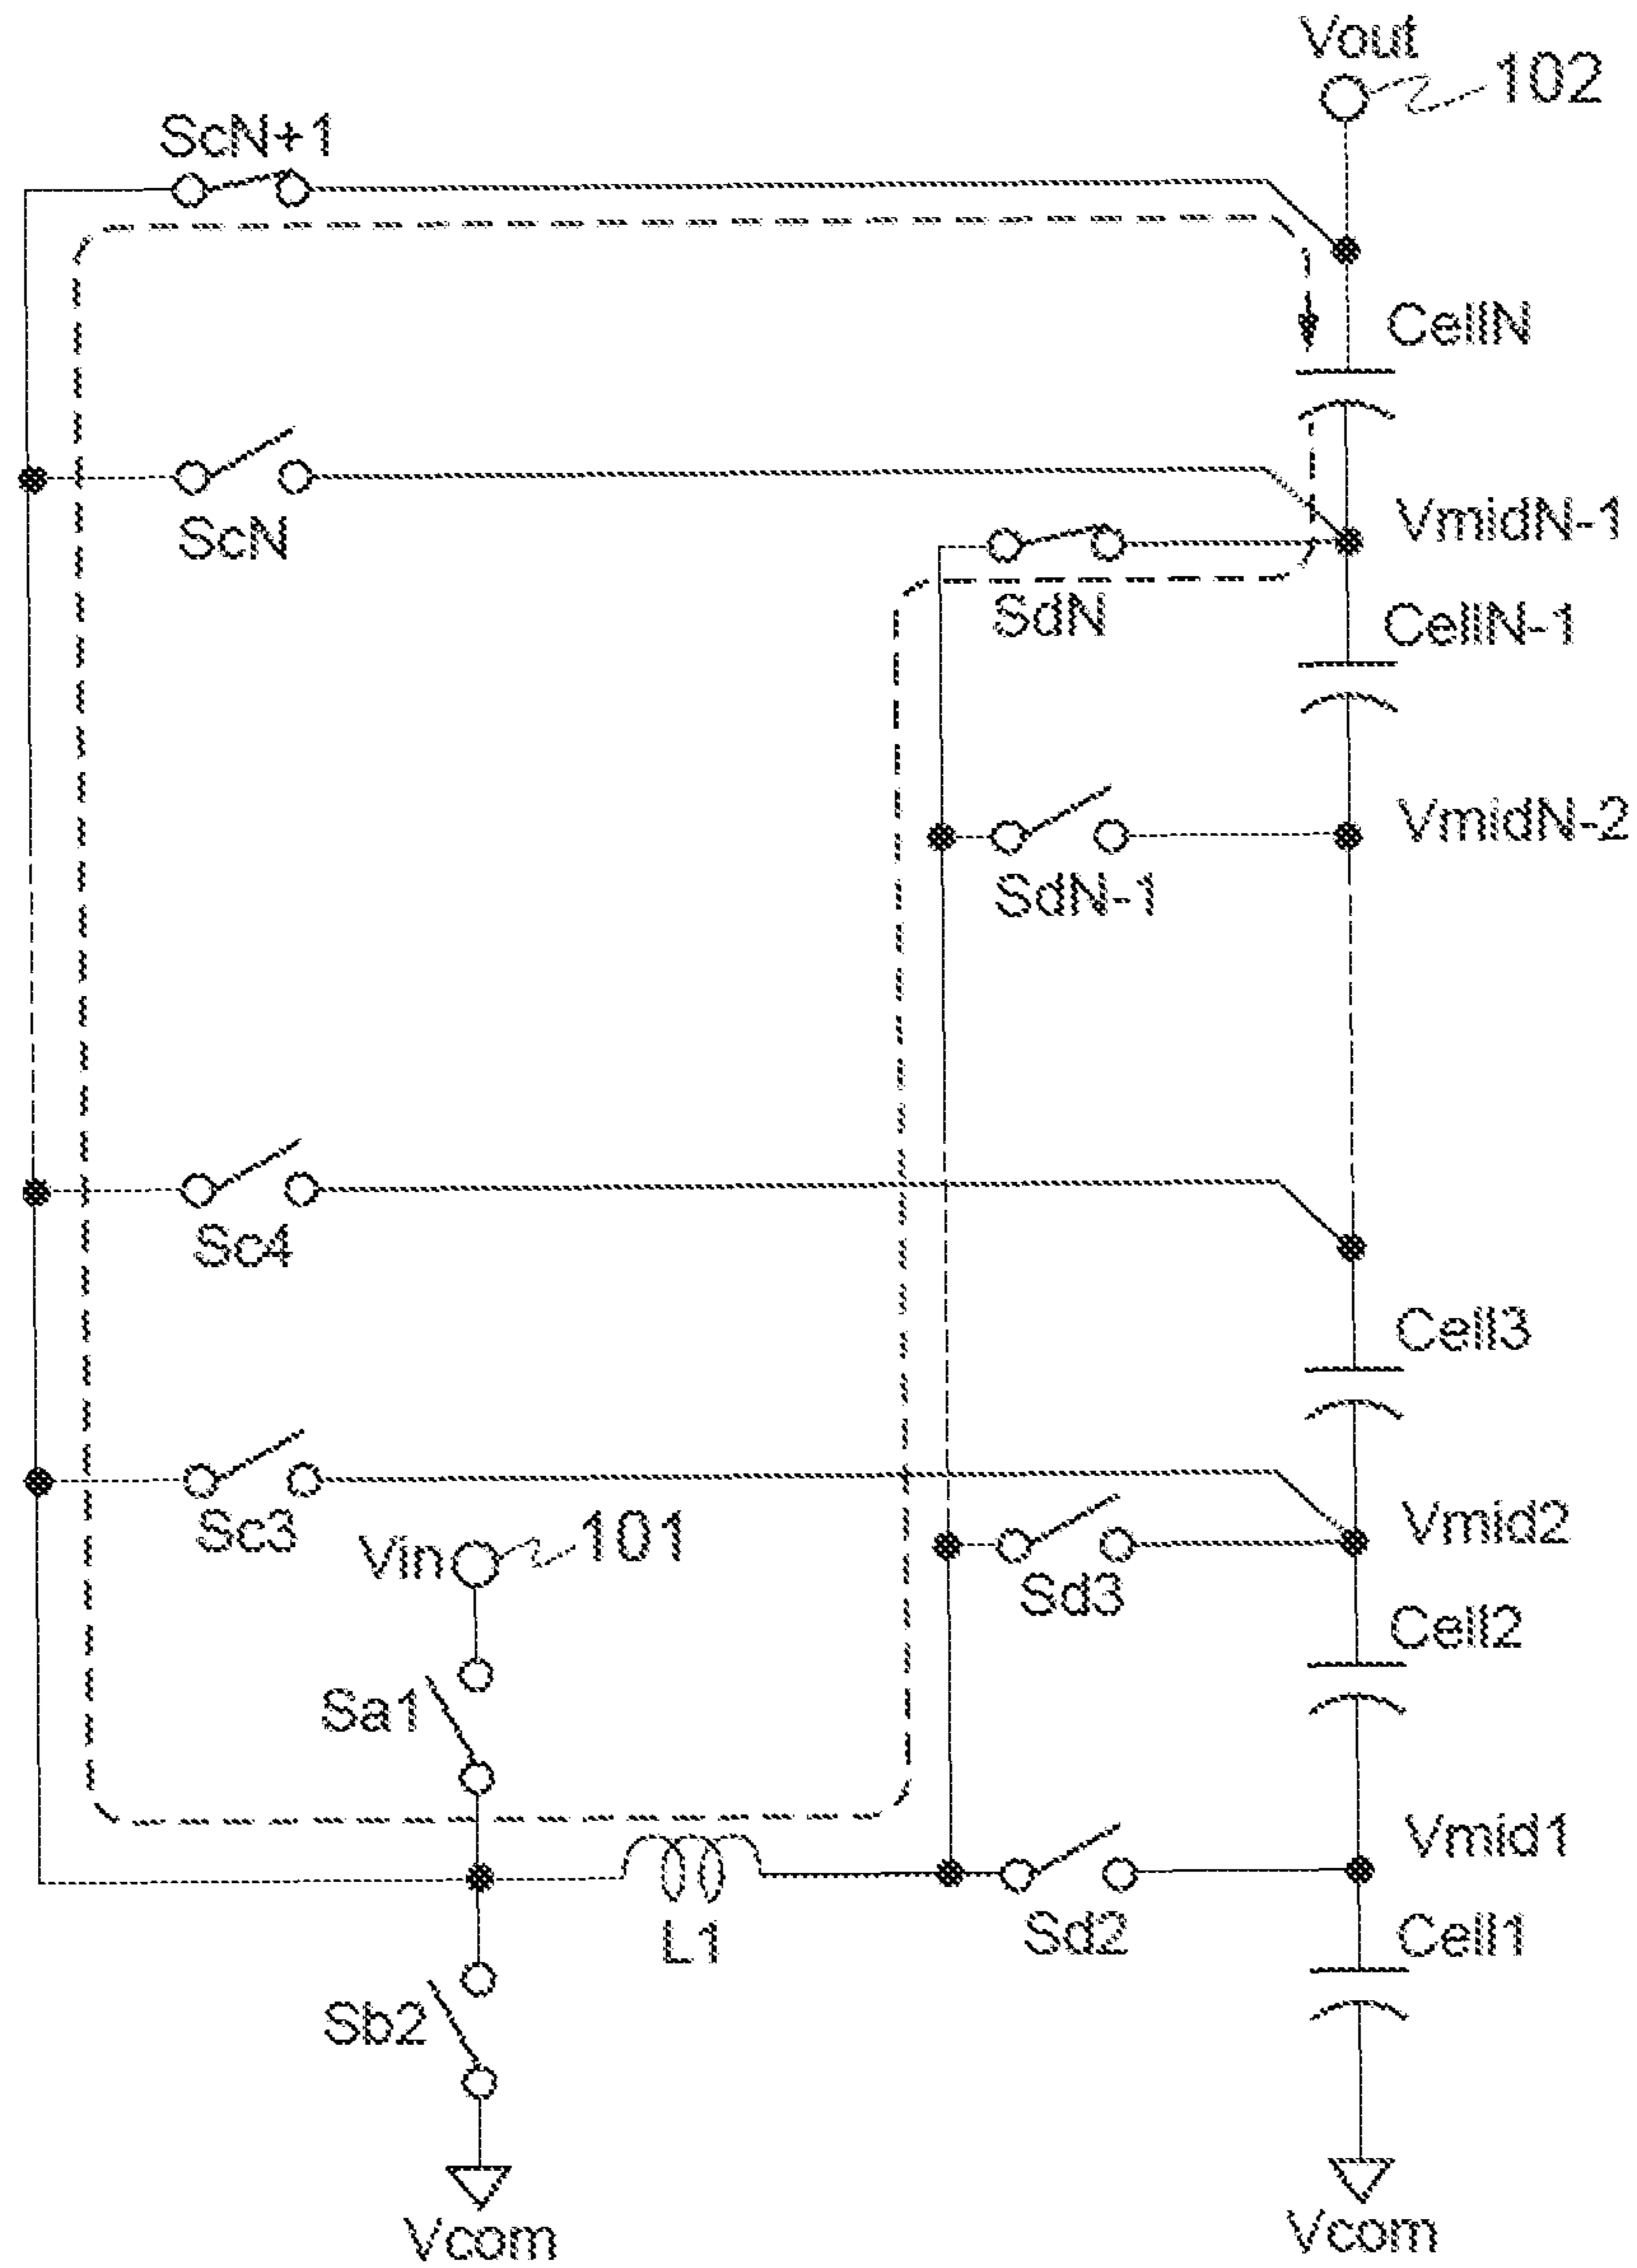 Vout
102
ScN+1
CellN
ScN
VmidN-1
SdN
CellN-1
VmidN-2
SdN-1
Sc4
Cell3
Sc3
Vin
101
Vmid2
Sd3
Cell2
Sa1
Vmid1
L1
Sd2
Cell1
Sb2
Vcom
Vcom